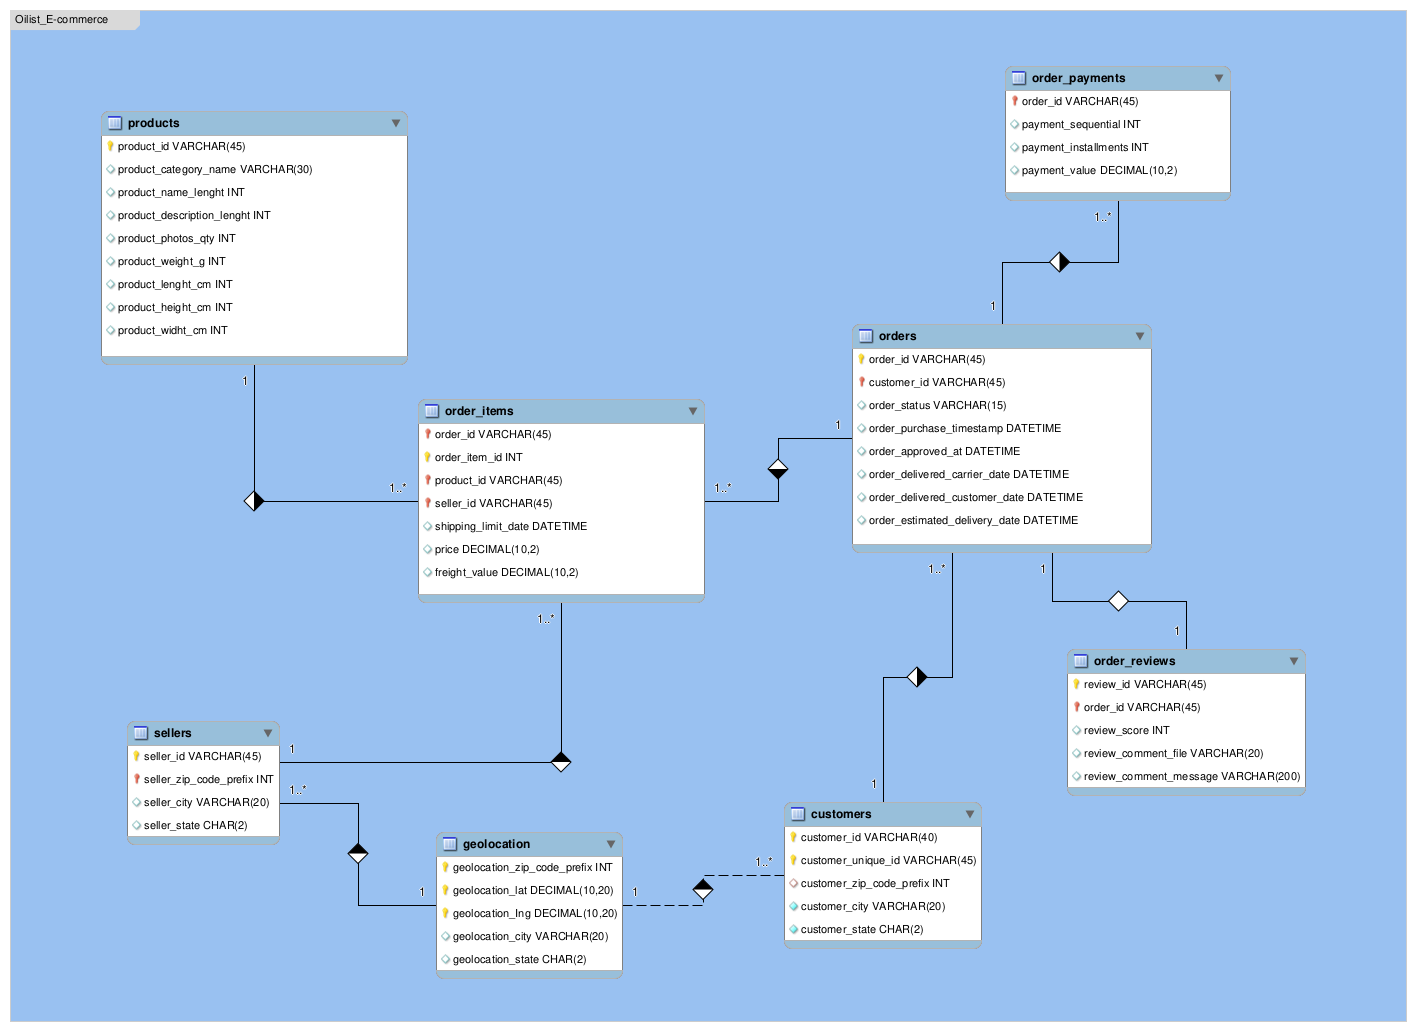 Oilist_E-commerce
order_payments
order_id VARCHAR(45)
payment_sequential INT
payment_installments INT
payment_value DECIMAL(10,2)
1..*
1
products
product_id VARCHAR(45)
product_category_name VARCHAR(30)
product_name_lenght INT
product_description_lenght INT
product_photos_qty INT
product_weight_g INT
product_lenght_cm INT
product_height_cm INT
product_widht_cm INT
1
1..*
orders
order_id VARCHAR(45)
customer_id VARCHAR(45)
order_status VARCHAR(15)
order_purchase_timestamp DATETIME
order_approved_at DATETIME
order_delivered_carrier_date DATETIME
order_delivered_customer_date DATETIME
order_estimated_delivery_date DATETIME
1
1..*
order_items
order_id VARCHAR(45)
order_item_id INT
product_id VARCHAR(45)
seller_id VARCHAR(45)
shipping_limit_date DATETIME
price DECIMAL(10,2)
freight_value DECIMAL(10,2)
1..*
1..*
1
1
order_reviews
review_id VARCHAR(45)
order_id VARCHAR(45)
review_score INT
review_comment_file VARCHAR(20)
review_comment_message VARCHAR(200)
sellers
seller_id VARCHAR(45)
seller_zip_code_prefix INT
seller_city VARCHAR(20)
seller_state CHAR(2)
1
1..*
1
geolocation
geolocation_zip_code_prefix INT
geolocation_lat DECIMAL(10,20)
geolocation_lng DECIMAL(10,20)
geolocation_city VARCHAR(20)
geolocation_state CHAR(2)
1
1..*
1
customers
customer_id VARCHAR(40)
customer_unique_id VARCHAR(45)
customer_zip_code_prefix INT
customer_city VARCHAR(20)
customer_state CHAR(2)